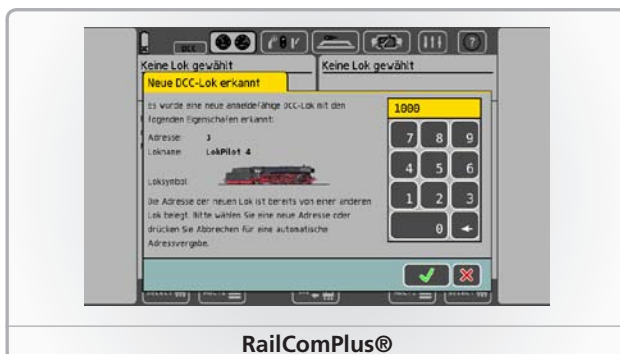 DCC
Keine Lok gewählt
Keine Lok gewählt
Neue DCC-Lok erkannt
Es wurde eine neue anmeldefähige DCC-Lok mit den
folgenden Eigenschaften erkannt:
Adresse: 3
Lokname: LokPilot 4
Loksymbol:
Die Adresse der neuen Lok ist bereits von einer anderen
Lok belegt. Bitte wählen Sie eine neue Adresse oder
drücken Sie Abbrechen für eine automatische
Adressvergabe.
1000
7 8 9
4 5 6
1 2 3
0
RailComPlus®